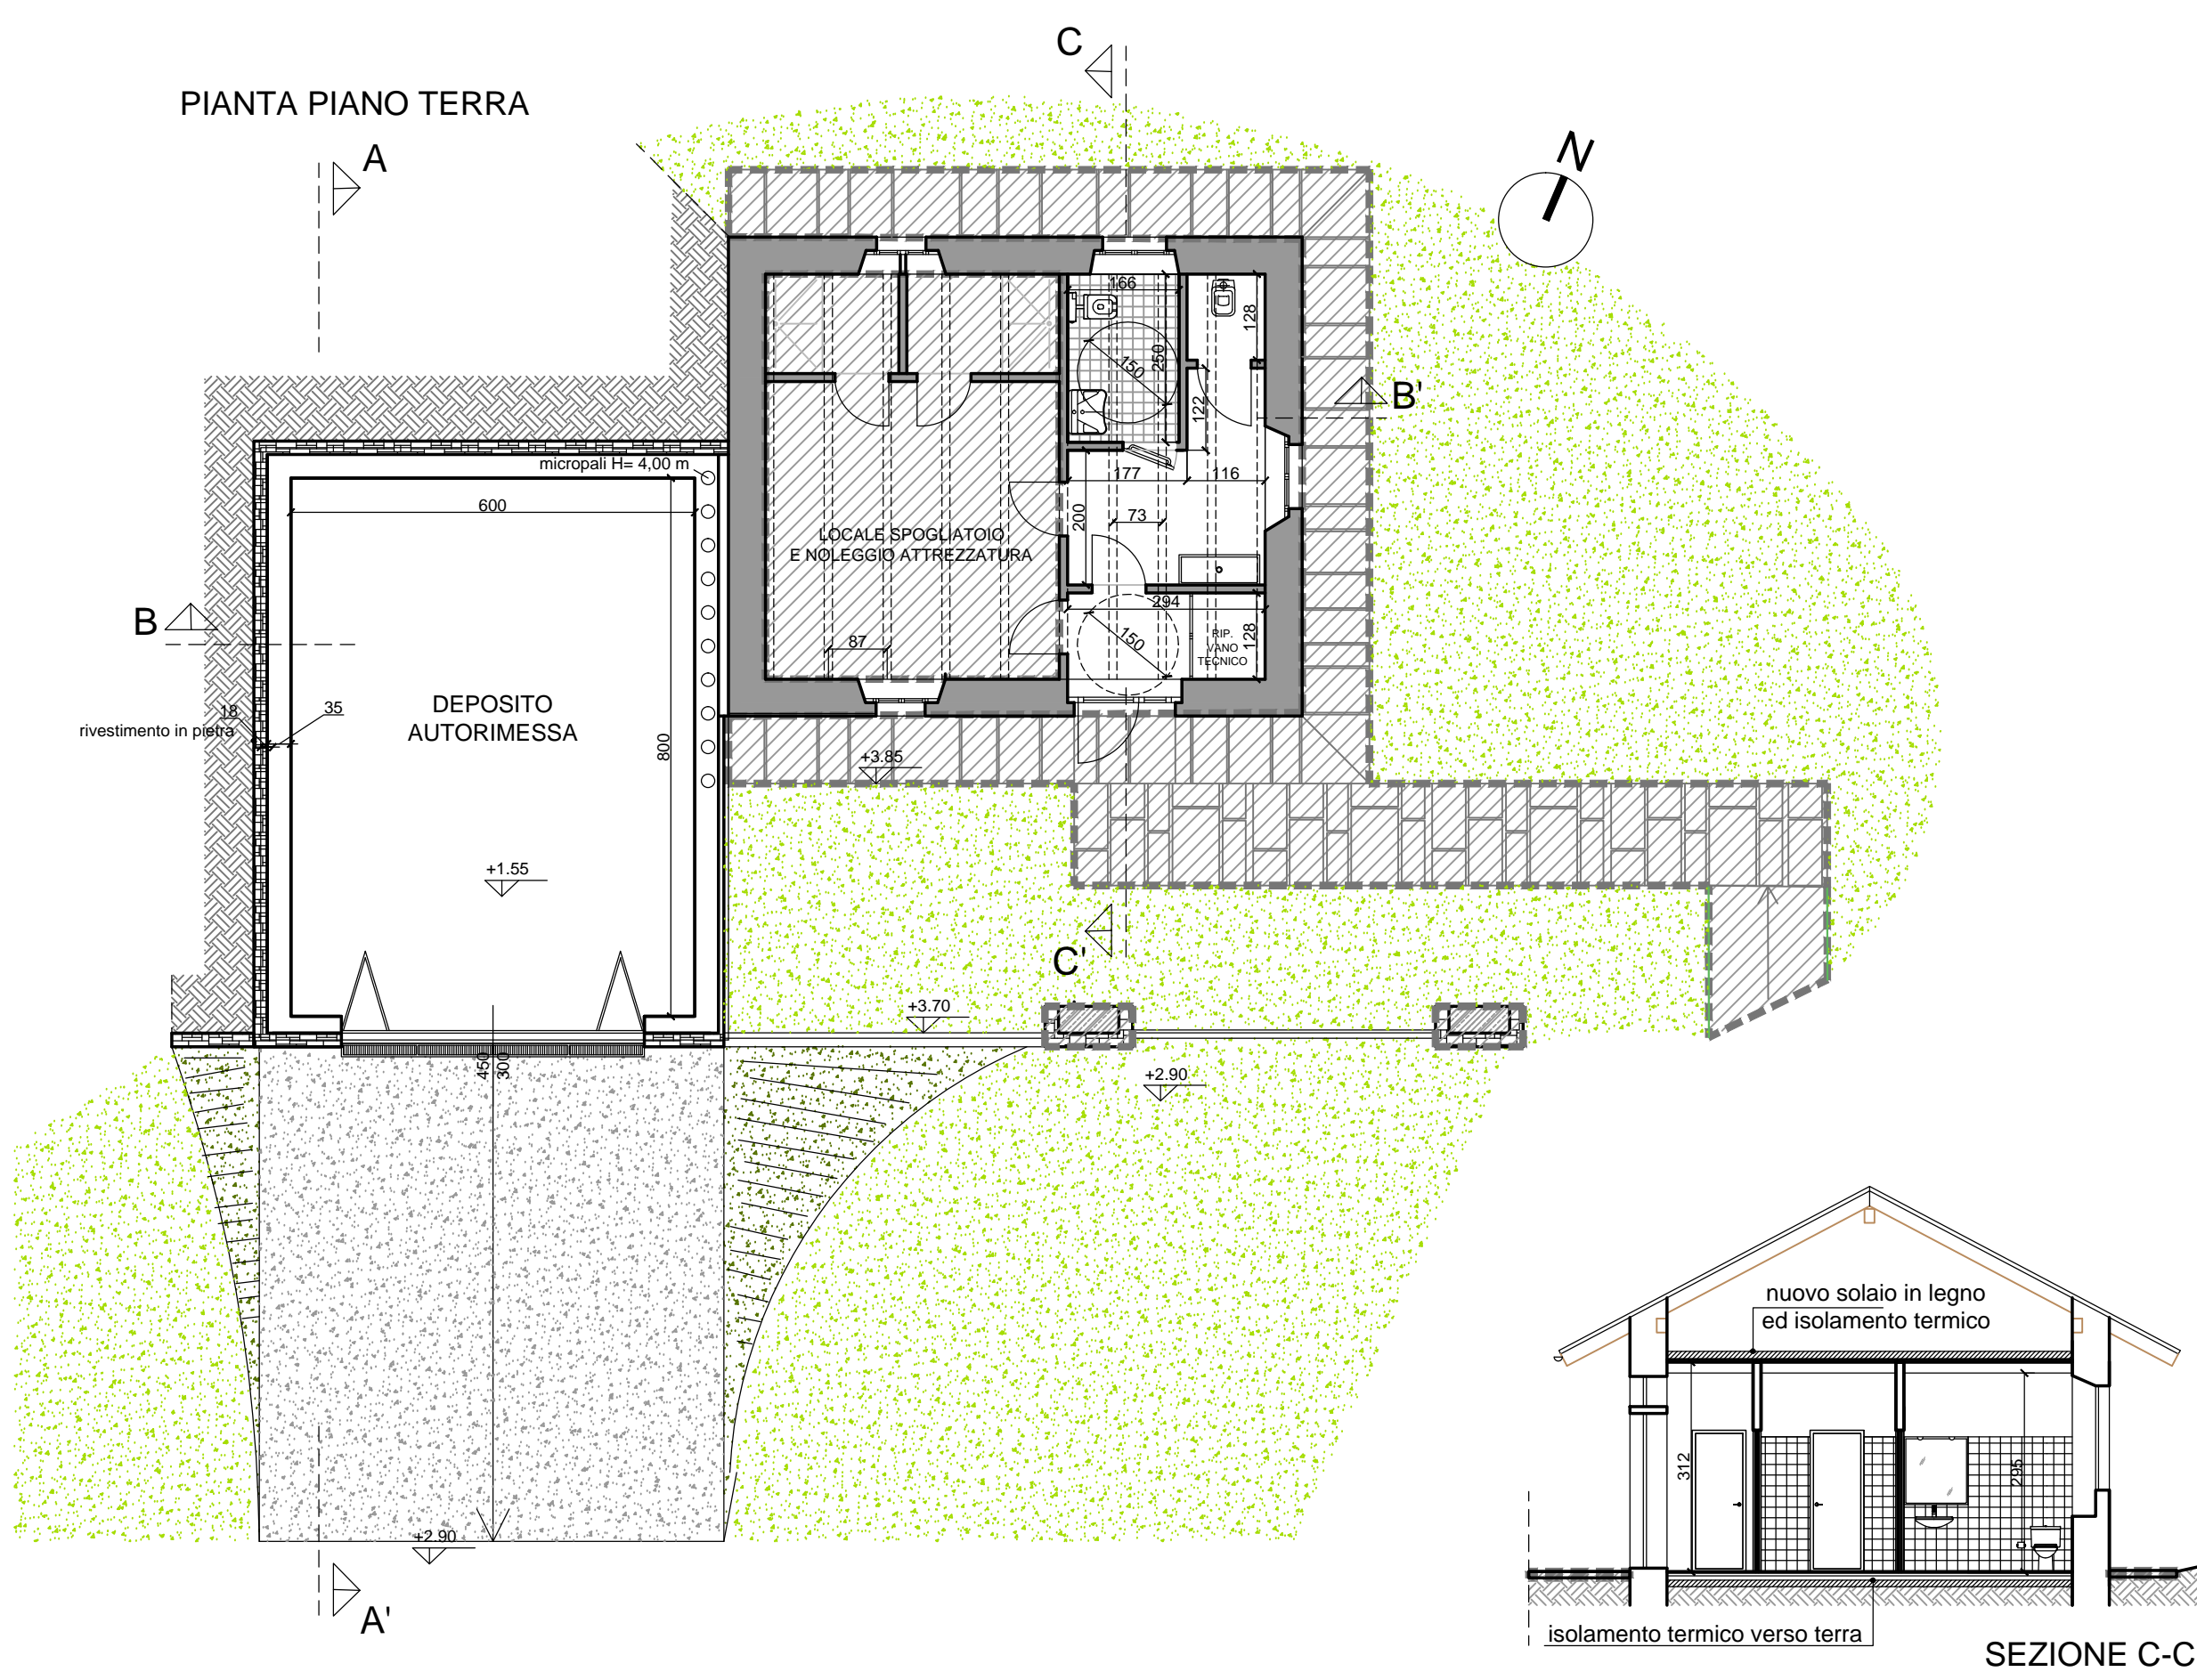 PIANTA PIANO TERRA
C
A
N
166
128
250
150
122
B'
micropali H= 4,00 m
600
177
116
200
73
LOCALE SPOGLIATOIO
E NOLEGGIO ATTREZZATURA
294
B
150
128
RIP.
VANO
TECNICO
87
DEPOSITO
AUTORIMESSA
18
35
rivestimento in pietra
800
+3.85
+1.55
C'
+3.70
450
300
+2.90
+2.90
A'
nuovo solaio in legno
ed isolamento termico
312
295
isolamento termico verso terra
SEZIONE C-C